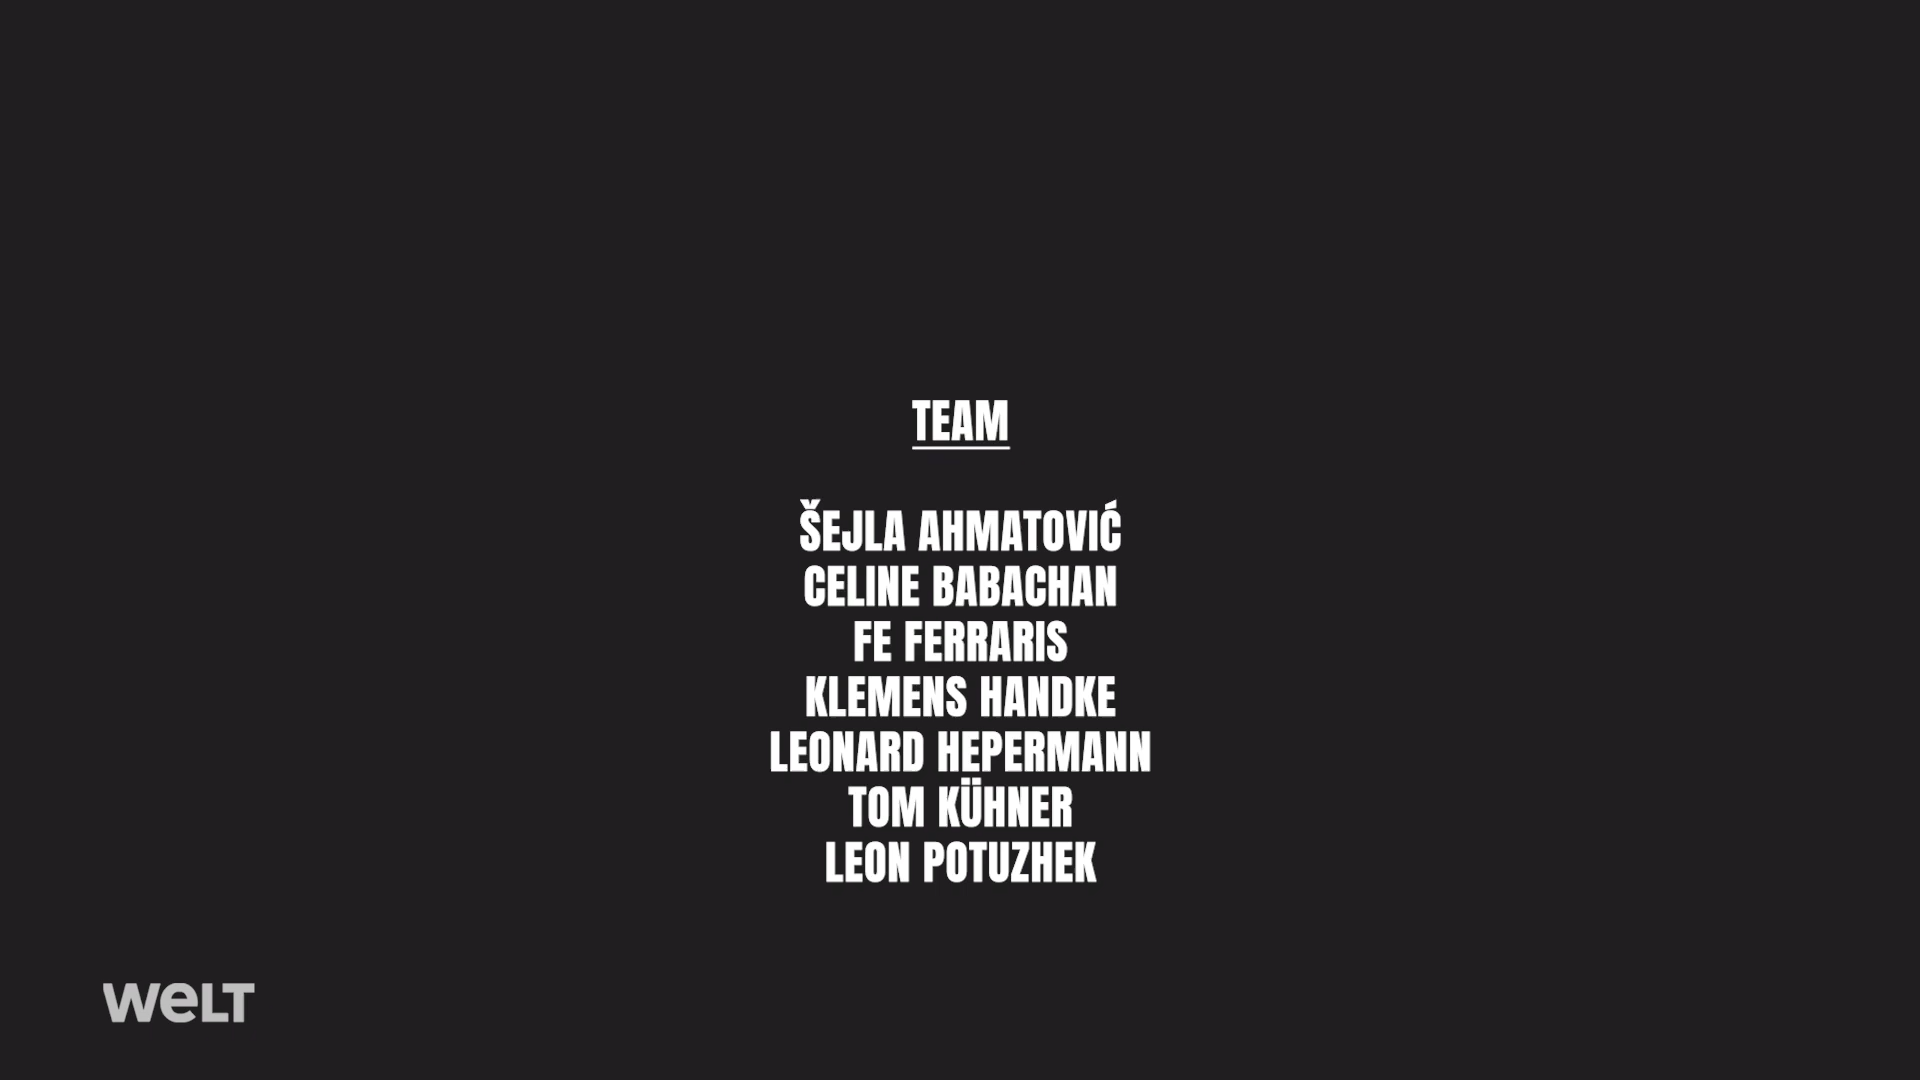 TEAM
ŠEJLA AHMATOVIĆ
CELINE BABACHAN
FE FERRARIS
KLEMENS HANDKE
LEONARD HEPERMANN
TOM KÜHNER
LEON POTUZHEK
WELT